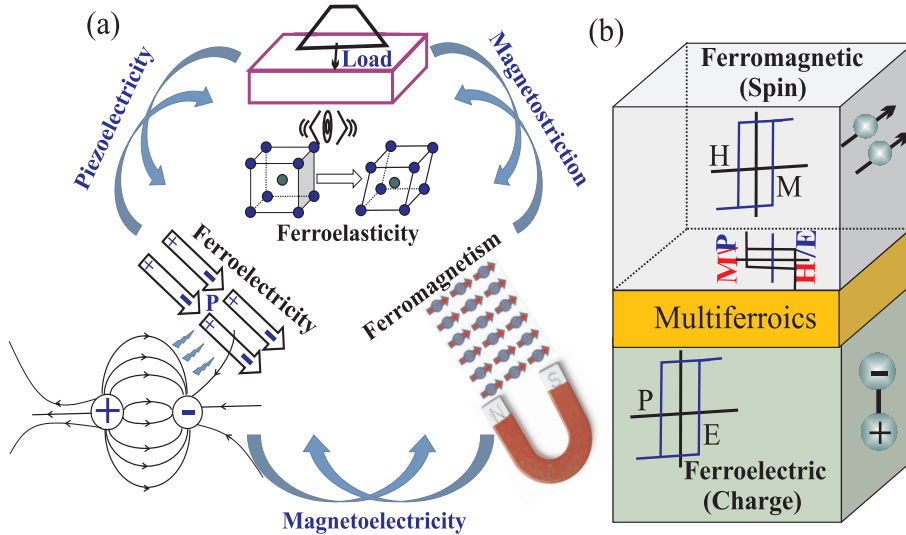 (a)
Load
Piezoelectricity
Magnetostriction
Ferroelasticity
Ferroelectricity
+
-
+
-
P
+
-
+
-
Ferromagnetism
N
S
+
-
Magnetoelectricity
(b)
Ferromagnetic
(Spin)
H
M
M\P
H/E
Multiferroics
P
E
-
+
Ferroelectric
(Charge)